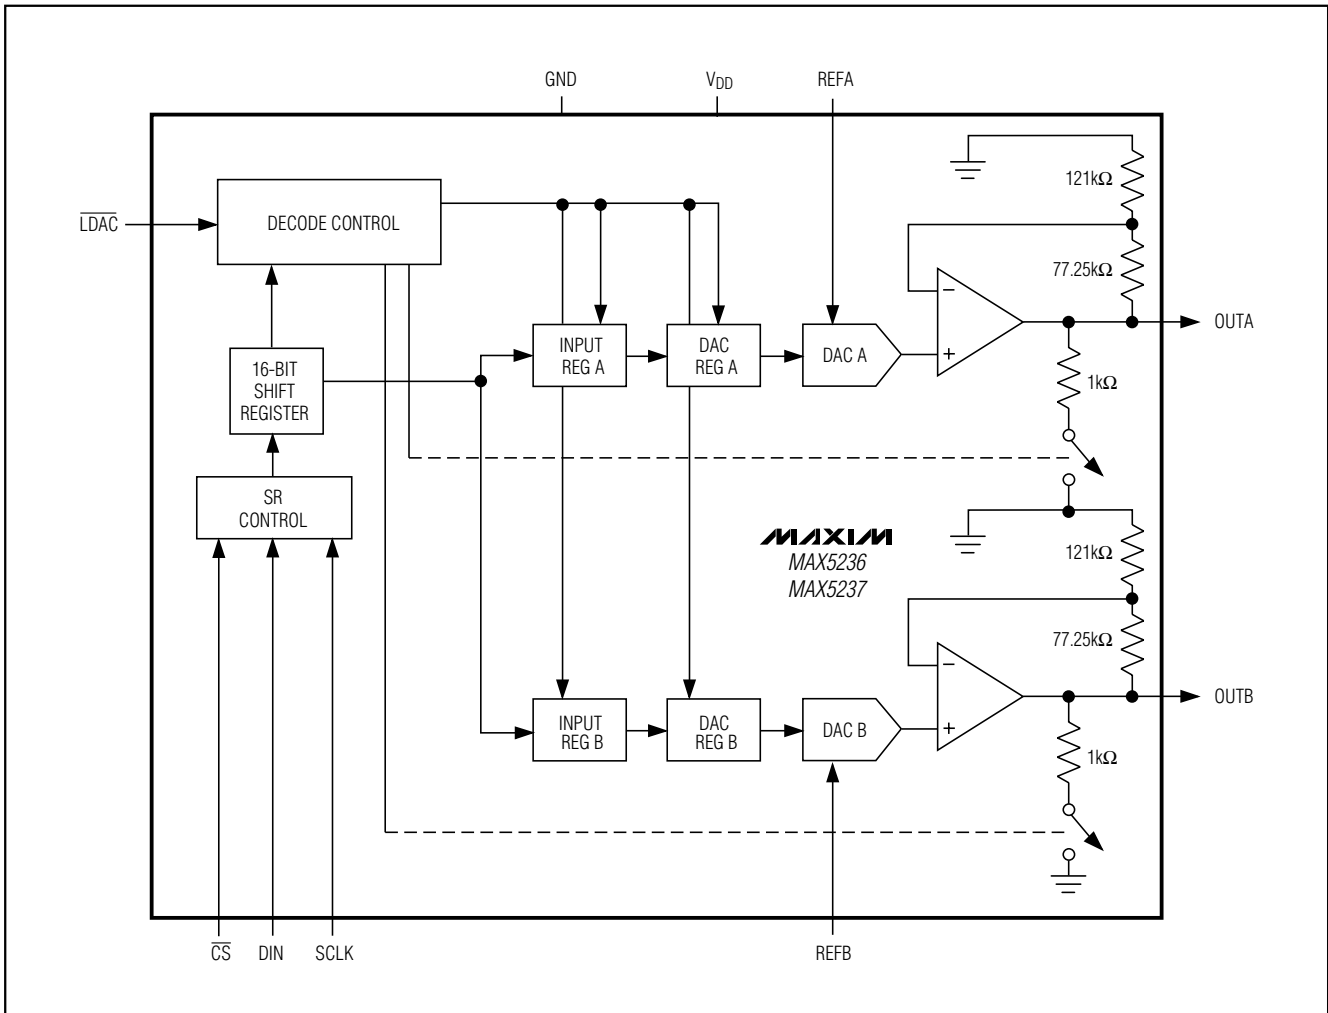 GND
VDD
REFA
121kΩ
LDAC
DECODE CONTROL
77.25kΩ
OUTA
−
+
INPUT
REG A
DAC
REG A
DAC A
16-BIT
SHIFT
REGISTER
1kΩ
SR
CONTROL
MAXIM
MAX5236
MAX5237
121kΩ
77.25kΩ
OUTB
−
+
INPUT
REG B
DAC
REG B
DAC B
1kΩ
CS
DIN
SCLK
REFB